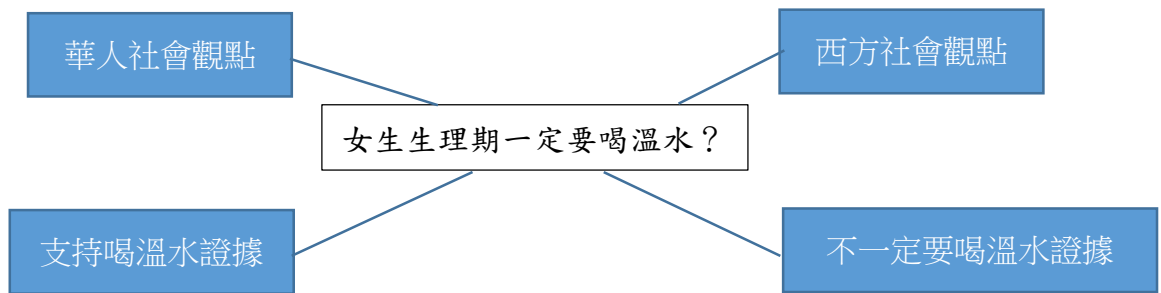 華人社會觀點
西方社會觀點
女生生理期一定要喝溫水？
支持喝溫水證據
不一定要喝溫水證據